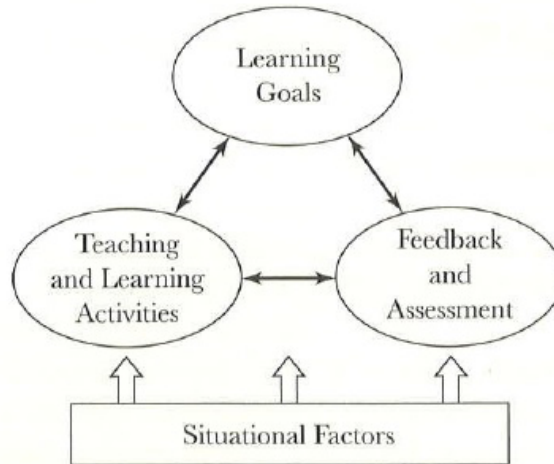 Learning
Goals
Teaching
and Learning
Activities
Feedback
and
Assessment
Situational Factors